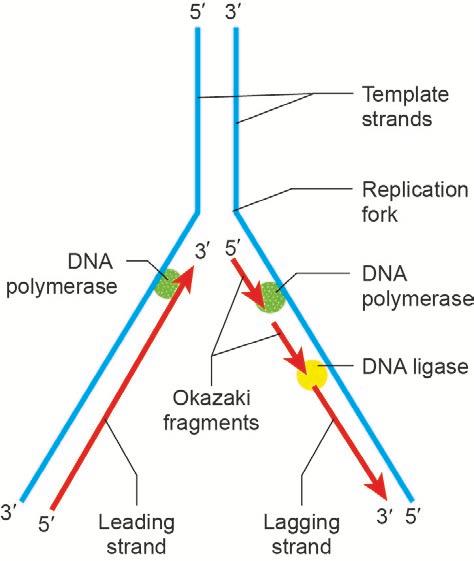 5′ 3′
Template
strands
Replication
fork
3′ 5′
DNA
polymerase
DNA
polymerase
DNA ligase
Okazaki
fragments
3′ 5′
Leading
strand
Lagging
strand
3′ 5′